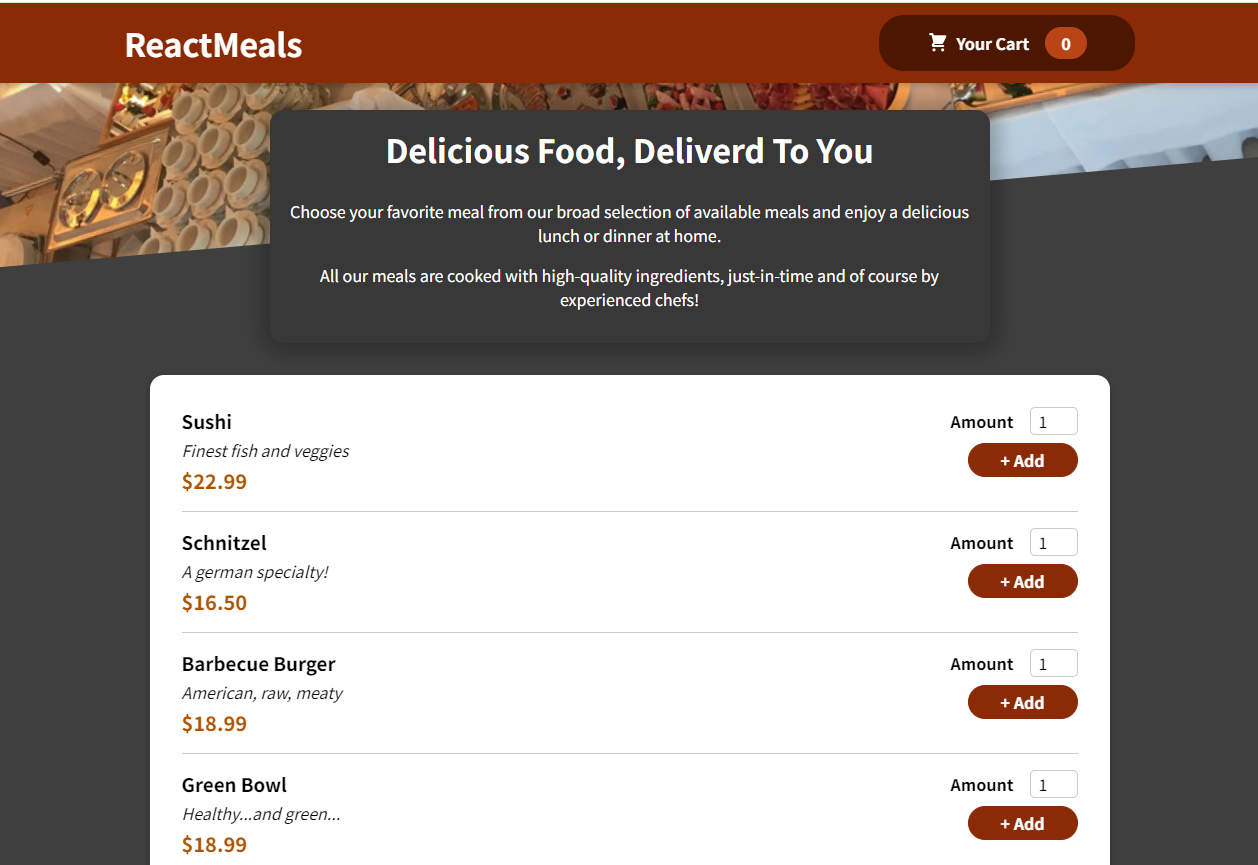 ReactMeals
Your Cart 0
Delicious Food, Deliverd To You
Choose your favorite meal from our broad selection of available meals and enjoy a delicious
lunch or dinner at home.
All our meals are cooked with high-quality ingredients, just-in-time and of course by
experienced chefs!
Sushi
Finest fish and veggies
$22.99
Amount 1
+ Add
Schnitzel
A german specialty!
$16.50
Amount 1
+ Add
Barbecue Burger
American, raw, meaty
$18.99
Amount 1
+ Add
Green Bowl
Healthy...and green...
$18.99
Amount 1
+ Add